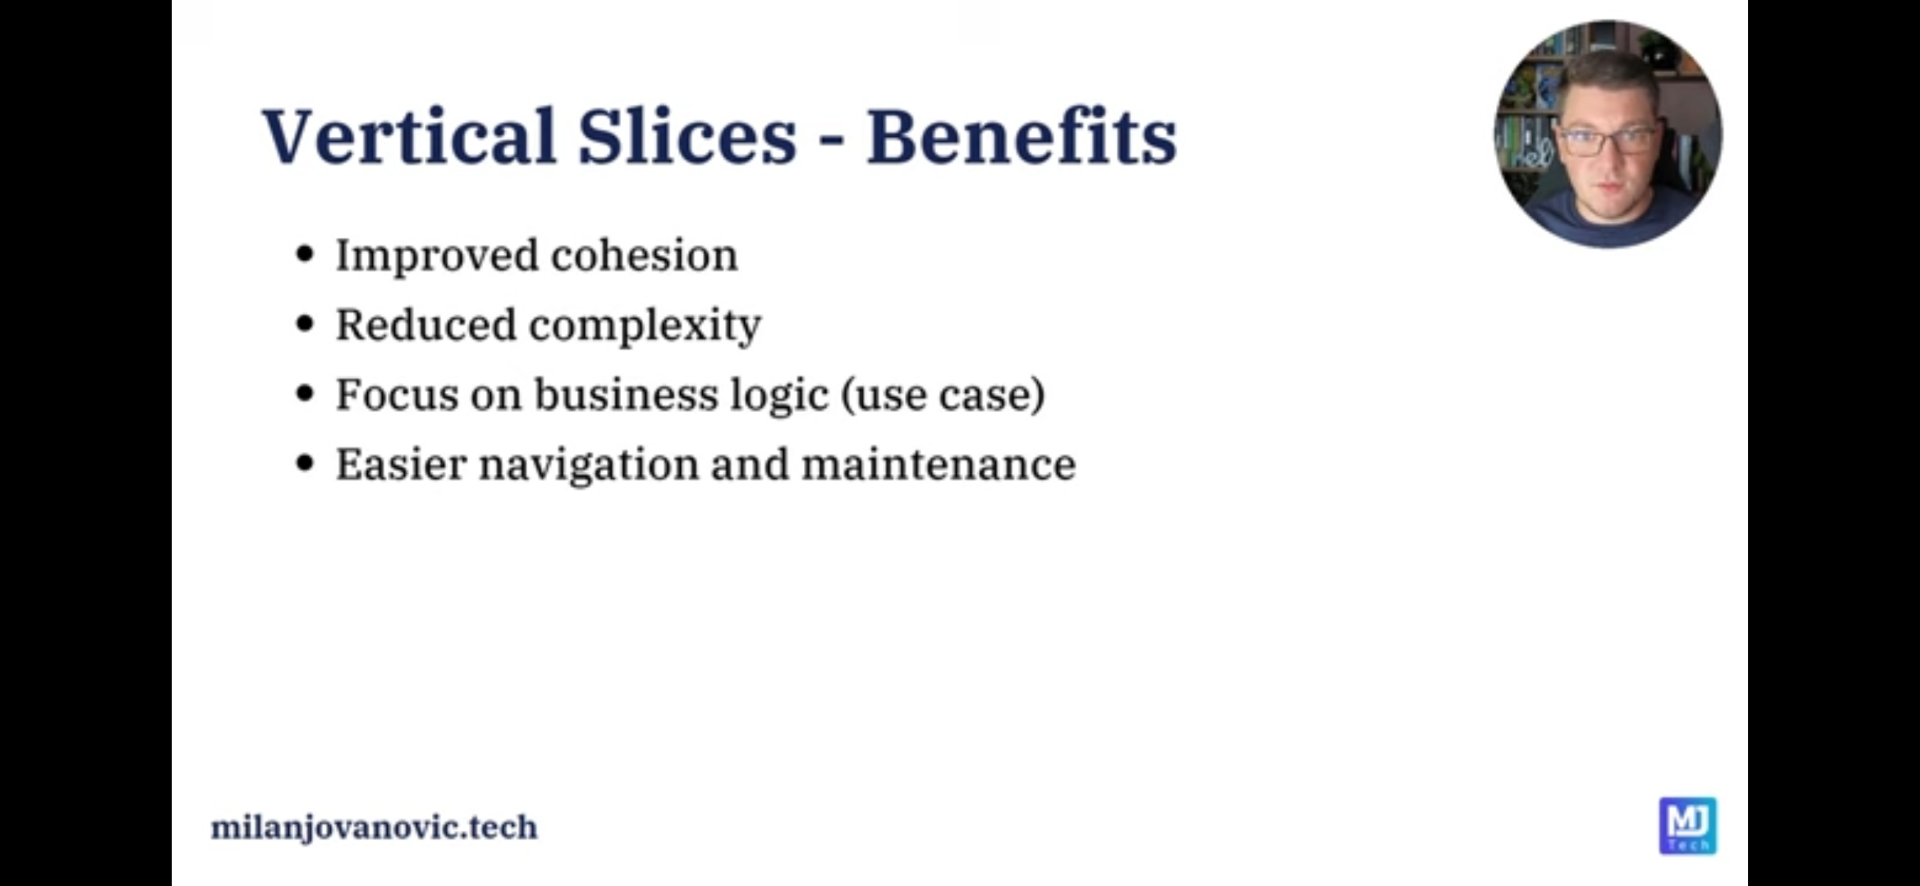 Vertical Slices - Benefits
• Improved cohesion
• Reduced complexity
• Focus on business logic (use case)
• Easier navigation and maintenance
milanjovanovic.tech
MJ
Tech